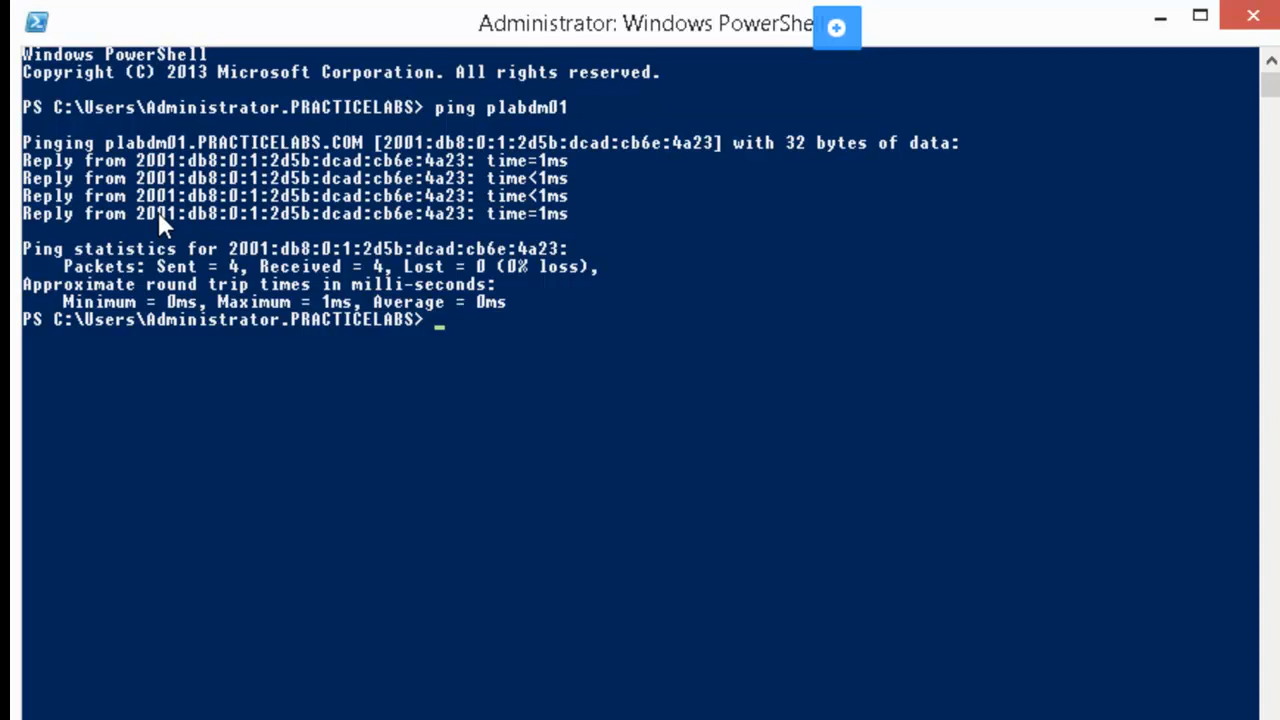 Administrator: Windows PowerShell
Windows PowerShell
Copyright (C) 2013 Microsoft Corporation. All rights reserved.
PS C:\Users\Administrator.PRACTICELABS> ping plabdm01
Pinging plabdm01.PRACTICELABS.COM [2001:db8:0:1:2d5b:dcad:cb6e:4a23] with 32 bytes of data:
Reply from 2001:db8:0:1:2d5b:dcad:cb6e:4a23: time=1ms
Reply from 2001:db8:0:1:2d5b:dcad:cb6e:4a23: time<1ms
Reply from 2001:db8:0:1:2d5b:dcad:cb6e:4a23: time<1ms
Reply from 2001:db8:0:1:2d5b:dcad:cb6e:4a23: time=1ms
Ping statistics for 2001:db8:0:1:2d5b:dcad:cb6e:4a23:
Packets: Sent = 4, Received = 4, Lost = 0 (0% loss),
Approximate round trip times in milli-seconds:
Minimum = 0ms, Maximum = 1ms, Average = 0ms
PS C:\Users\Administrator.PRACTICELABS>